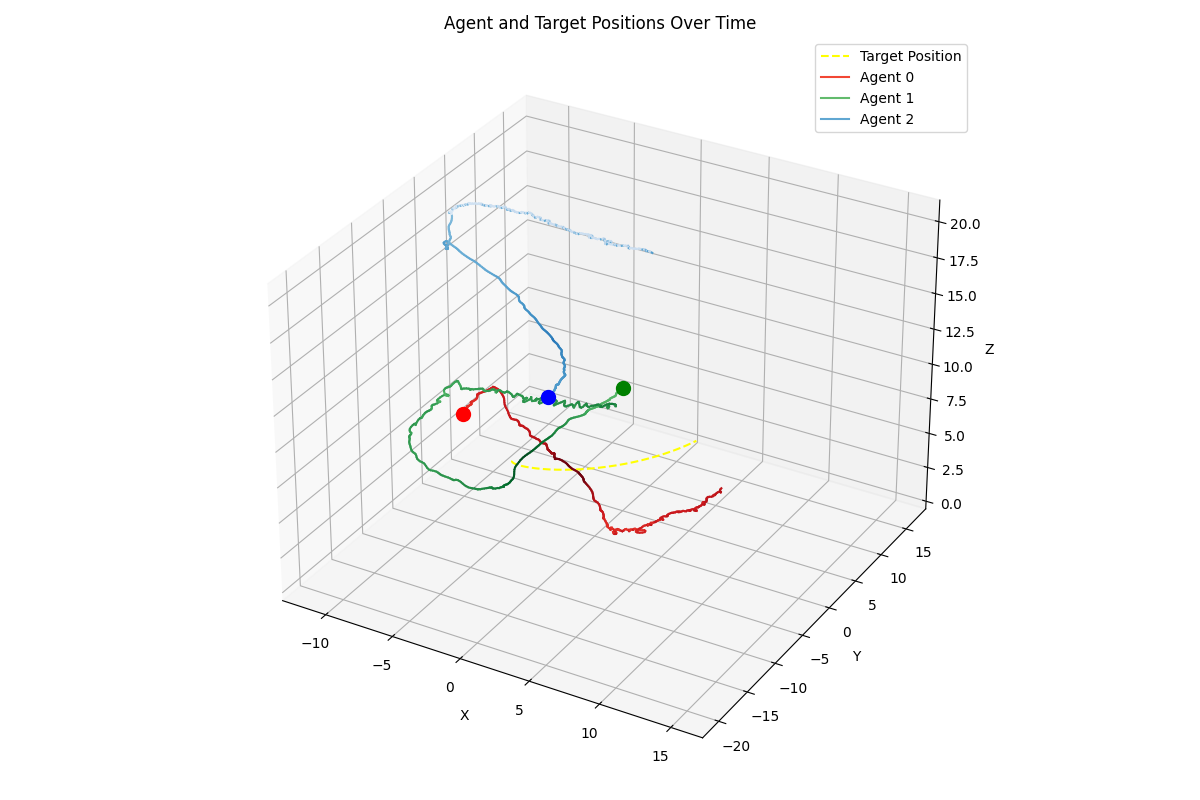 Agent and Target Positions Over Time
Target Position
Agent 0
Agent 1
Agent 2
20.0
17.5
15.0
12.5
10.0
7.5
5.0
2.5
0.0
Z
15
10
5
0
−5
−10
−15
−20
Y
−10
−5
0
5
10
15
X